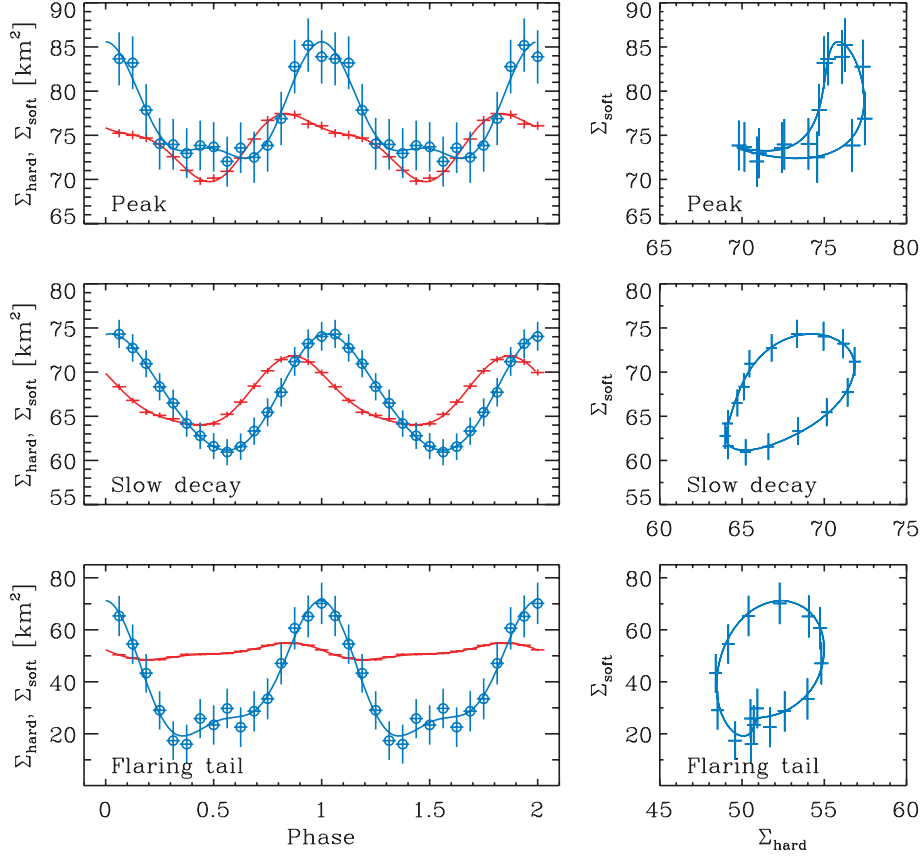 90
85
80
75
70
65
Σhard, Σsoft [km²]
Peak
90
85
80
75
70
65
Σsoft
Peak
65 70 75 80
80
75
70
65
60
55
Σhard, Σsoft [km²]
Slow decay
80
75
70
65
60
55
Σsoft
Slow decay
60 65 70 75
80
60
40
20
Σhard, Σsoft [km²]
Flaring tail
0 0.5 1 1.5 2
Phase
80
60
40
20
Σsoft
Flaring tail
45 50 55 60
Σhard